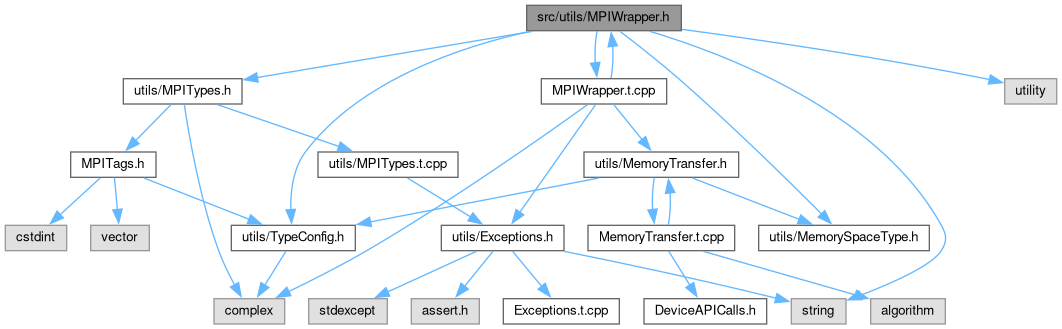 src/utils/MPIWrapper.h
utils/MPITypes.h
MPIWrapper.t.cpp
utility
MPITags.h
utils/MPITypes.t.cpp
utils/MemoryTransfer.h
cstdint
vector
utils/TypeConfig.h
utils/Exceptions.h
MemoryTransfer.t.cpp
utils/MemorySpaceType.h
complex
stdexcept
assert.h
Exceptions.t.cpp
DeviceAPICalls.h
string
algorithm